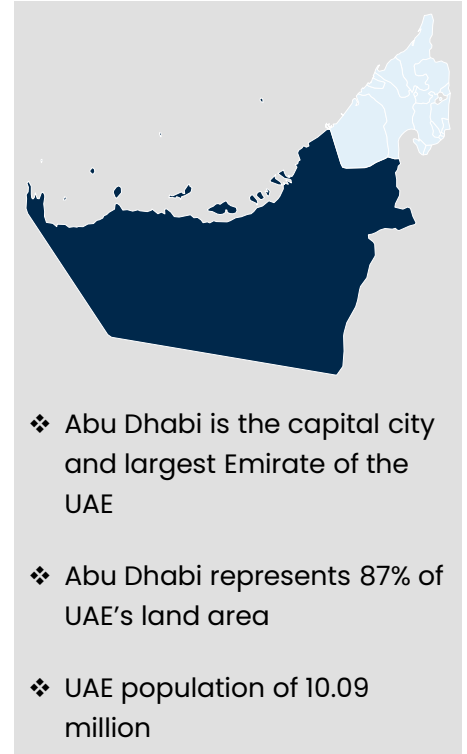 ❖ Abu Dhabi is the capital city
and largest Emirate of the
UAE
❖ Abu Dhabi represents 87% of
UAE’s land area
❖ UAE population of 10.09
million